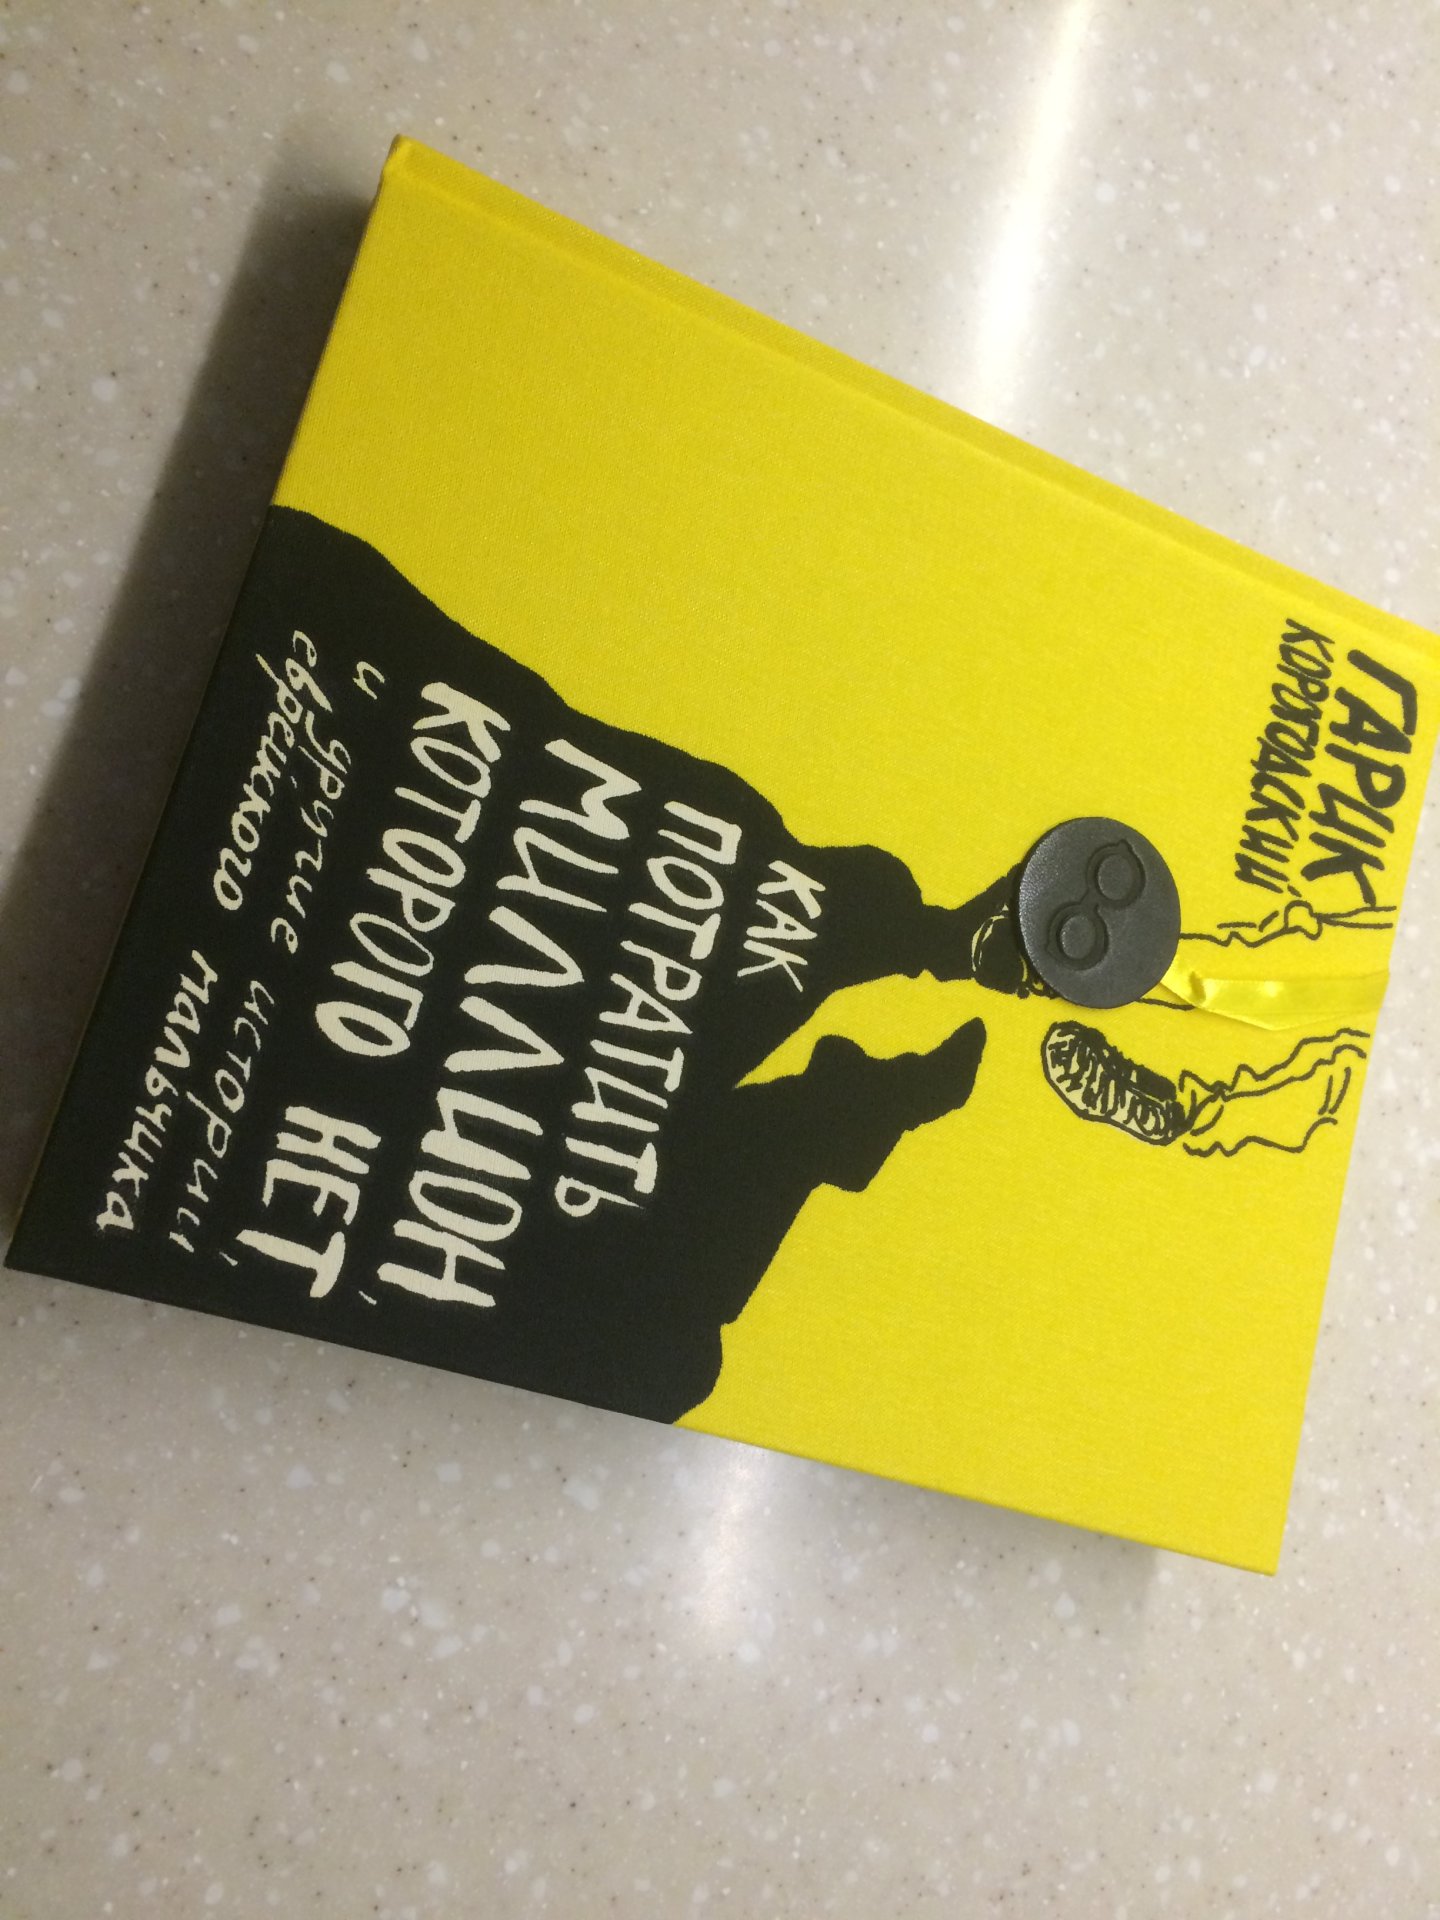 ГАРИК
КОРОГОДСКИЙ
КАК
ПОТРАТИТЬ
МИЛЛИОН,
КОТОРОГО НЕТ,
и другие истории
еврейского мальчика